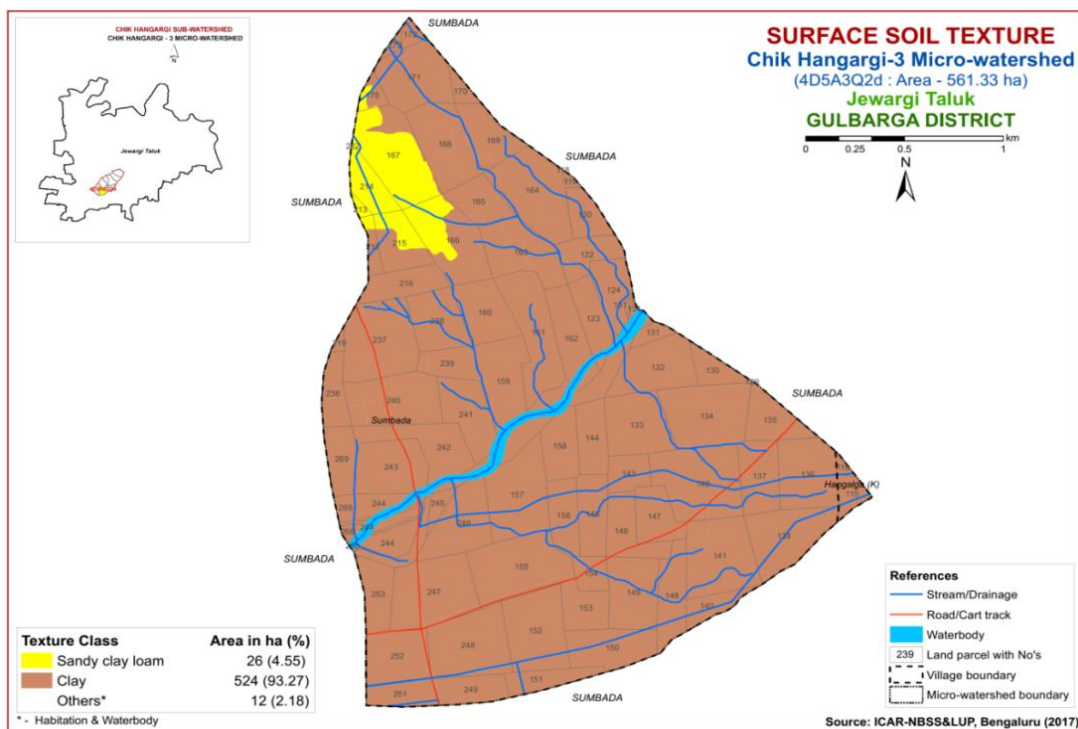 CHIK HANGARGI SUB-WATERSHED
CHIK HANGARGI - 3 MICRO-WATERSHED
N
Jewargi Taluk
SURFACE SOIL TEXTURE
Chik Hangargi-3 Micro-watershed
(4D5A3Q2d : Area - 561.33 ha)
Jewargi Taluk
GULBARGA DISTRICT
0 0.25 0.5 1 km
N
SUMBADA
SUMBADA
SUMBADA
SUMBADA
SUMBADA
SUMBADA
Sumbada
Hangalga (K)
171
170
168
169
167
164
165
214
215
166
120
122
216
124
160
123
162
131
237
159
239
132
130
240
241
134
133
135
236
242
158
144
269
243
137
136
157
244
245
156
147
146
268
244
155
141
154
253
247
149
148
153
140
152
150
252
248
151
251
249
References
Stream/Drainage
Road/Cart track
Waterbody
239 Land parcel with No's
Village boundary
Micro-watershed boundary
Texture Class Area in ha (%)
Sandy clay loam 26 (4.55)
Clay 524 (93.27)
Others* 12 (2.18)
* - Habitation & Waterbody
Source: ICAR-NBSS&LUP, Bengaluru (2017)